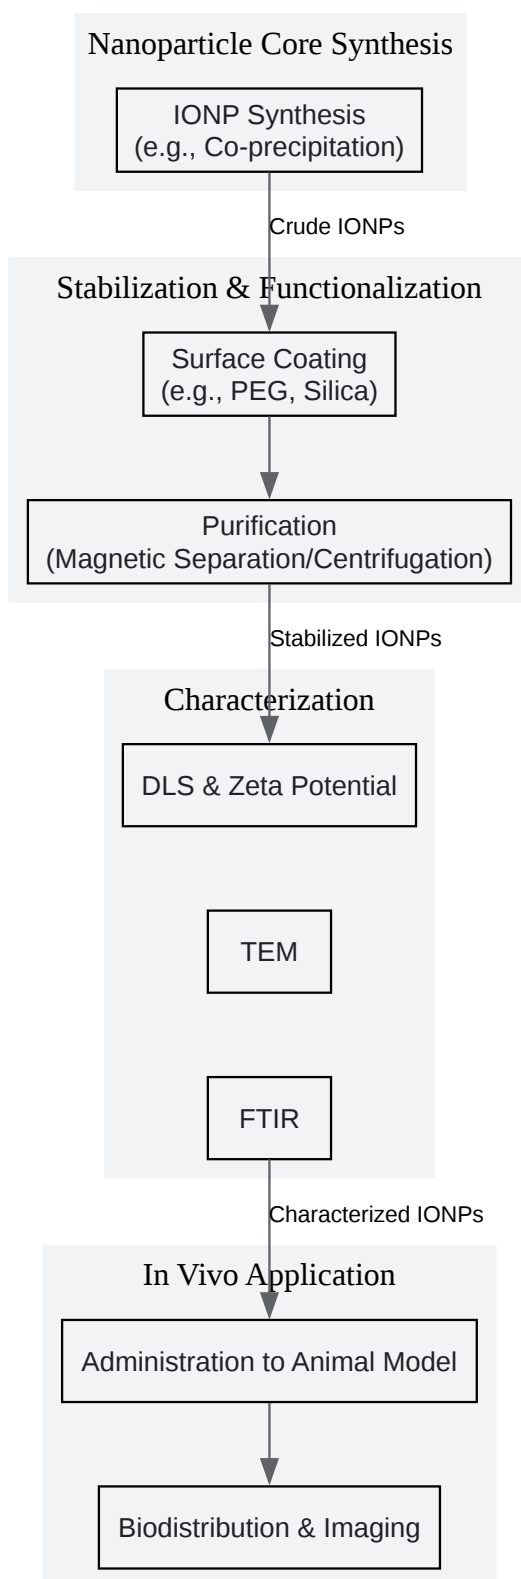 Nanoparticle Core Synthesis
IONP Synthesis
(e.g., Co-precipitation)
Crude IONPs
Stabilization & Functionalization
Surface Coating
(e.g., PEG, Silica)
Purification
(Magnetic Separation/Centrifugation)
Stabilized IONPs
Characterization
DLS & Zeta Potential
TEM
FTIR
Characterized IONPs
In Vivo Application
Administration to Animal Model
Biodistribution & Imaging